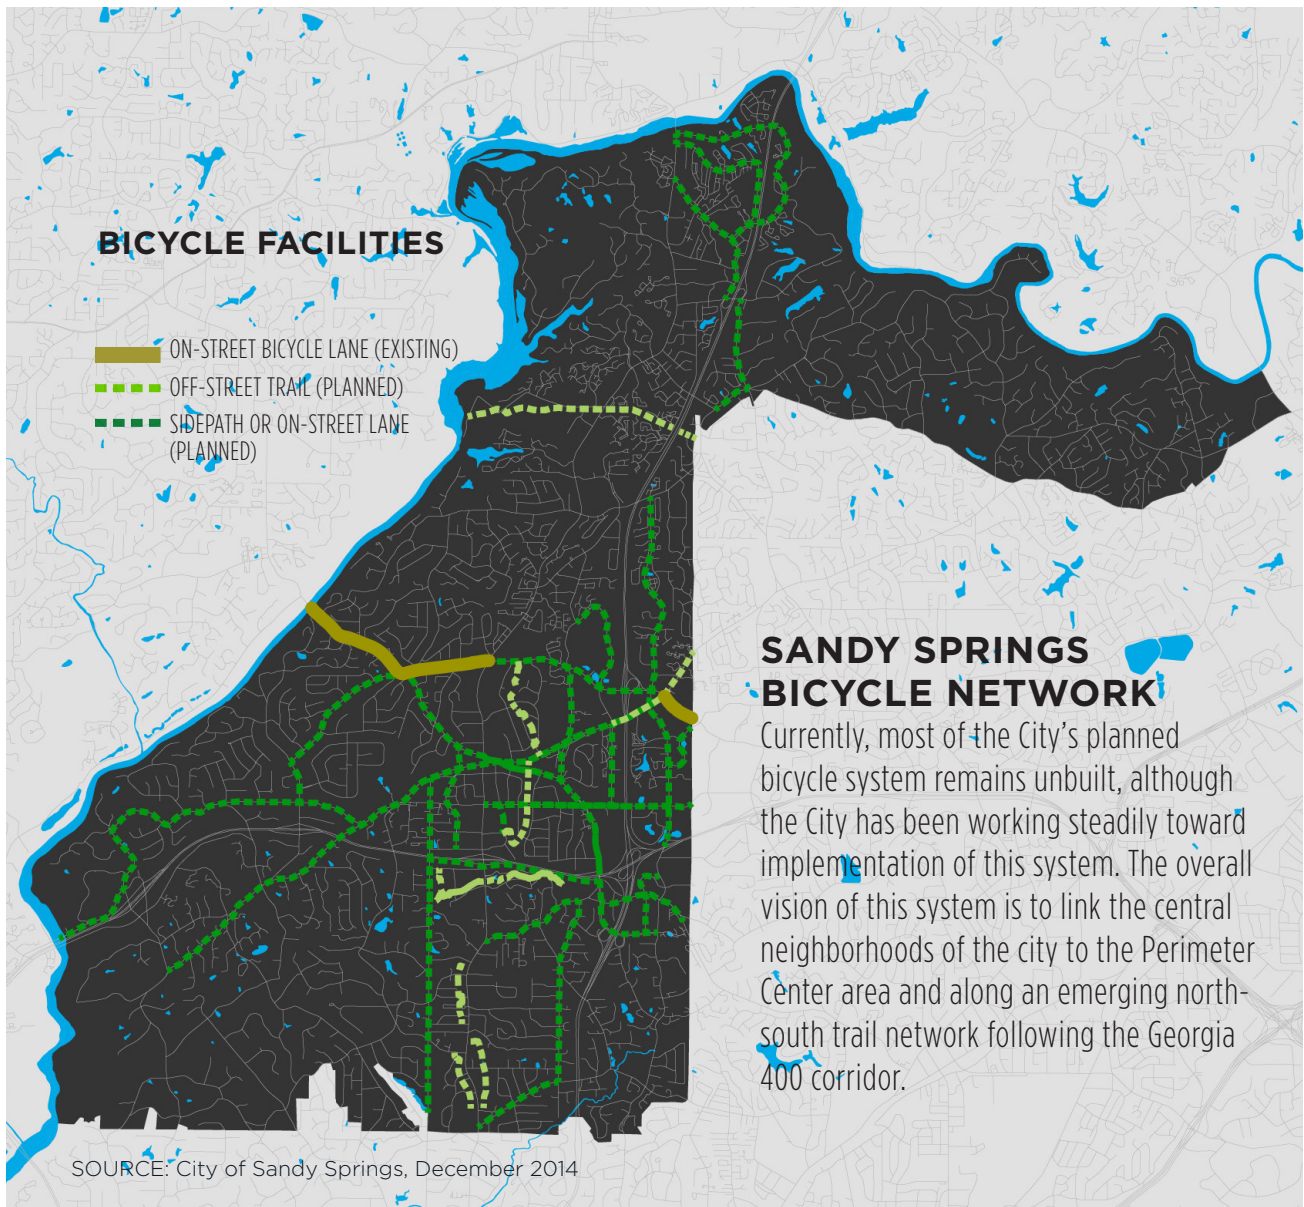 BICYCLE FACILITIES
ON-STREET BICYCLE LANE (EXISTING)
OFF-STREET TRAIL (PLANNED)
SIDEPATH OR ON-STREET LANE
(PLANNED)
SANDY SPRINGS
BICYCLE NETWORK
Currently, most of the City’s planned
bicycle system remains unbuilt, although
the City has been working steadily toward
implementation of this system. The overall
vision of this system is to link the central
neighborhoods of the city to the Perimeter
Center area and along an emerging north-
south trail network following the Georgia
400 corridor.
SOURCE: City of Sandy Springs, December 2014